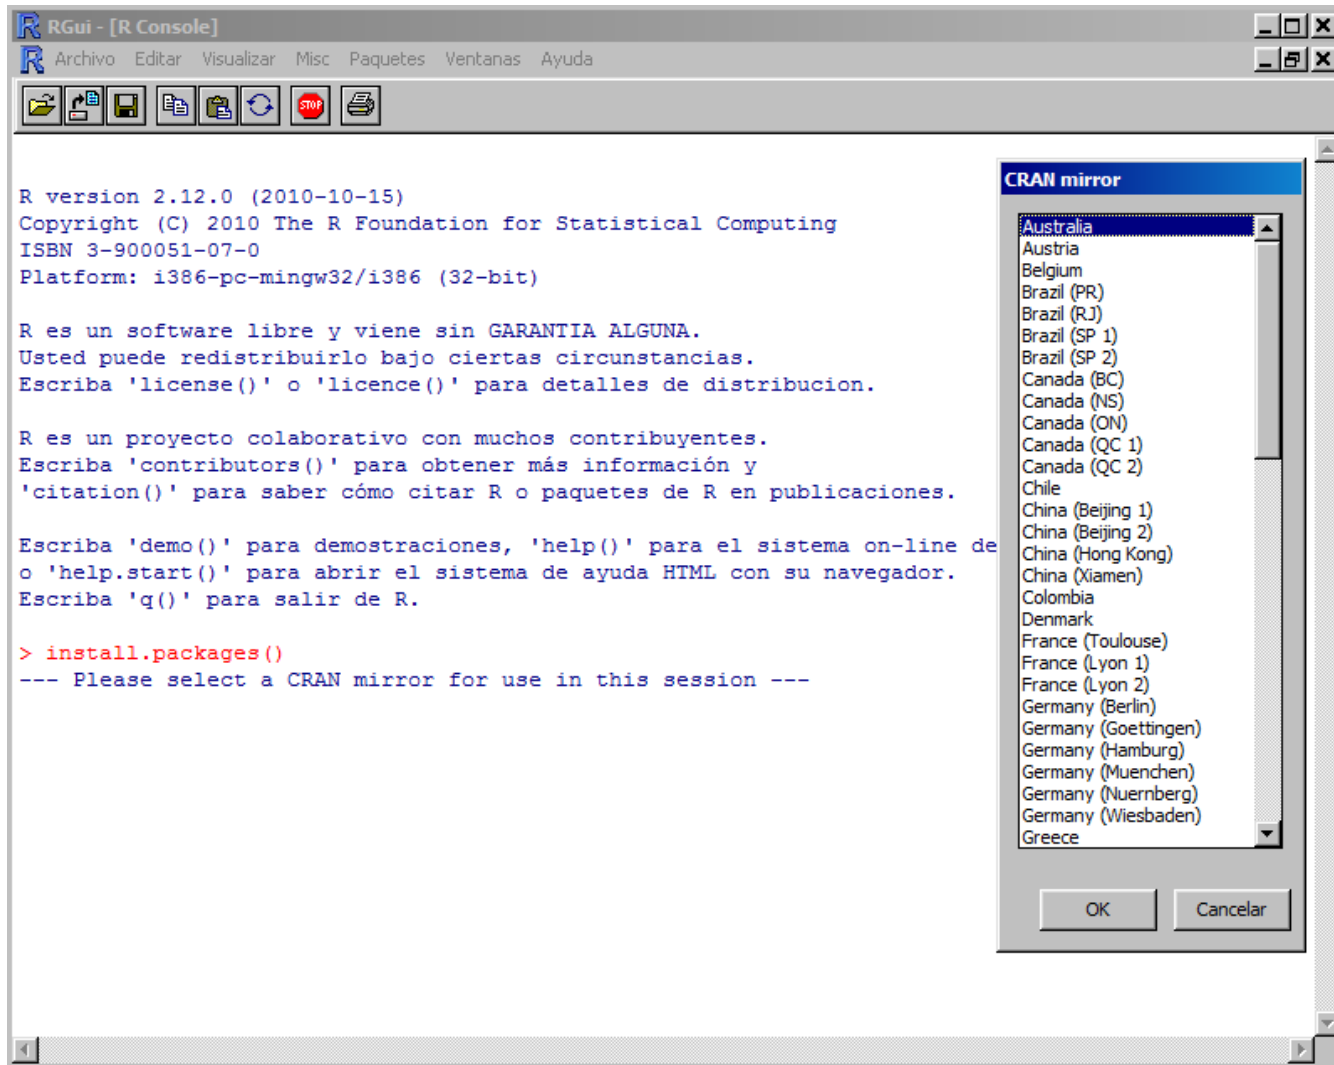 RGui - [R Console]
Archivo Editar Visualizar Misc Paquetes Ventanas Ayuda
STOP
R version 2.12.0 (2010-10-15)
Copyright (C) 2010 The R Foundation for Statistical Computing
ISBN 3-900051-07-0
Platform: i386-pc-mingw32/i386 (32-bit)
R es un software libre y viene sin GARANTIA ALGUNA.
Usted puede redistribuirlo bajo ciertas circunstancias.
Escriba 'license()' o 'licence()' para detalles de distribucion.
R es un proyecto colaborativo con muchos contribuyentes.
Escriba 'contributors()' para obtener más información y
'citation()' para saber cómo citar R o paquetes de R en publicaciones.
Escriba 'demo()' para demostraciones, 'help()' para el sistema on-line de
o 'help.start()' para abrir el sistema de ayuda HTML con su navegador.
Escriba 'q()' para salir de R.
> install.packages()
--- Please select a CRAN mirror for use in this session ---
CRAN mirror
Australia
Austria
Belgium
Brazil (PR)
Brazil (RJ)
Brazil (SP 1)
Brazil (SP 2)
Canada (BC)
Canada (NS)
Canada (ON)
Canada (QC 1)
Canada (QC 2)
Chile
China (Beijing 1)
China (Beijing 2)
China (Hong Kong)
China (Xiamen)
Colombia
Denmark
France (Toulouse)
France (Lyon 1)
France (Lyon 2)
Germany (Berlin)
Germany (Goettingen)
Germany (Hamburg)
Germany (Muenchen)
Germany (Nuernberg)
Germany (Wiesbaden)
Greece
OK Cancelar